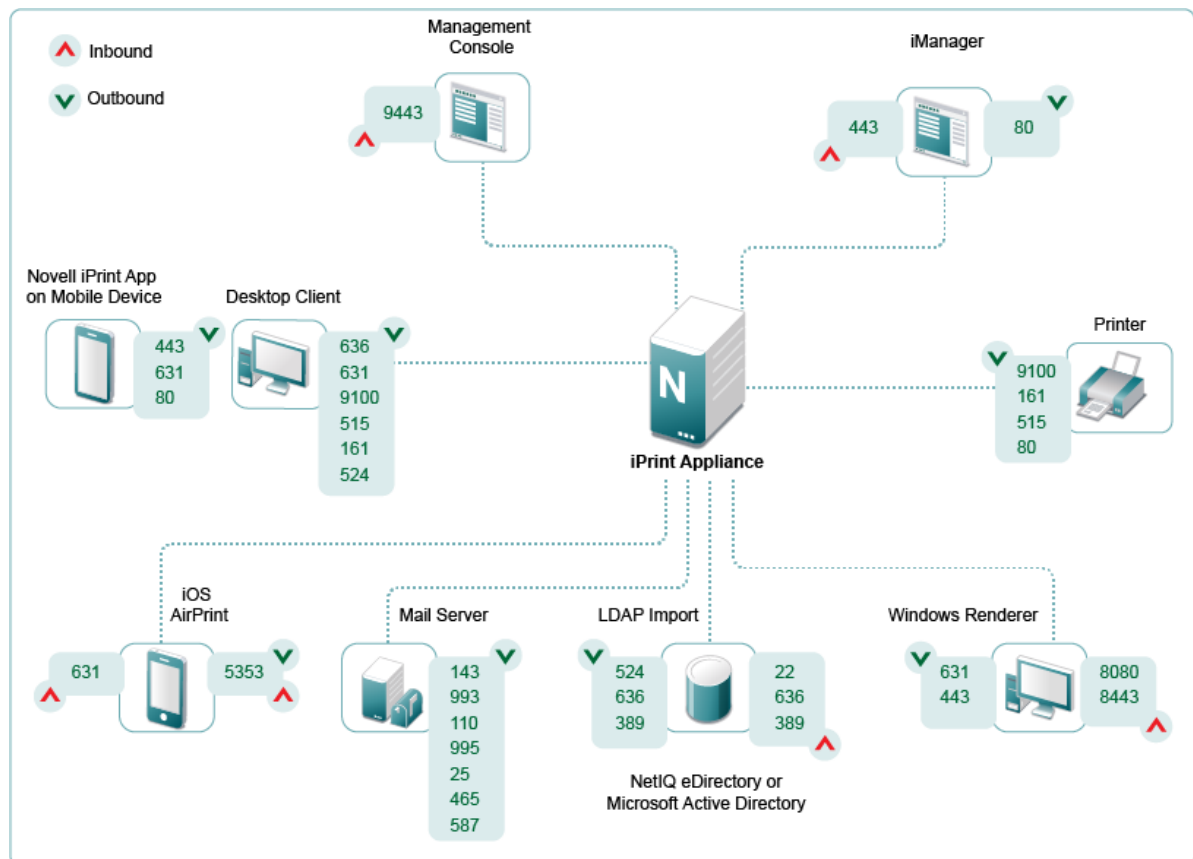 Inbound
Outbound
Management
Console
9443
iManager
443
80
Novell iPrint App
on Mobile Device
443
631
80
Desktop Client
636
631
9100
515
161
524
N
iPrint Appliance
Printer
9100
161
515
80
iOS
AirPrint
631
5353
Mail Server
143
993
110
995
25
465
587
LDAP Import
524
636
389
22
636
389
NetIQ eDirectory or
Microsoft Active Directory
Windows Renderer
631
443
8080
8443